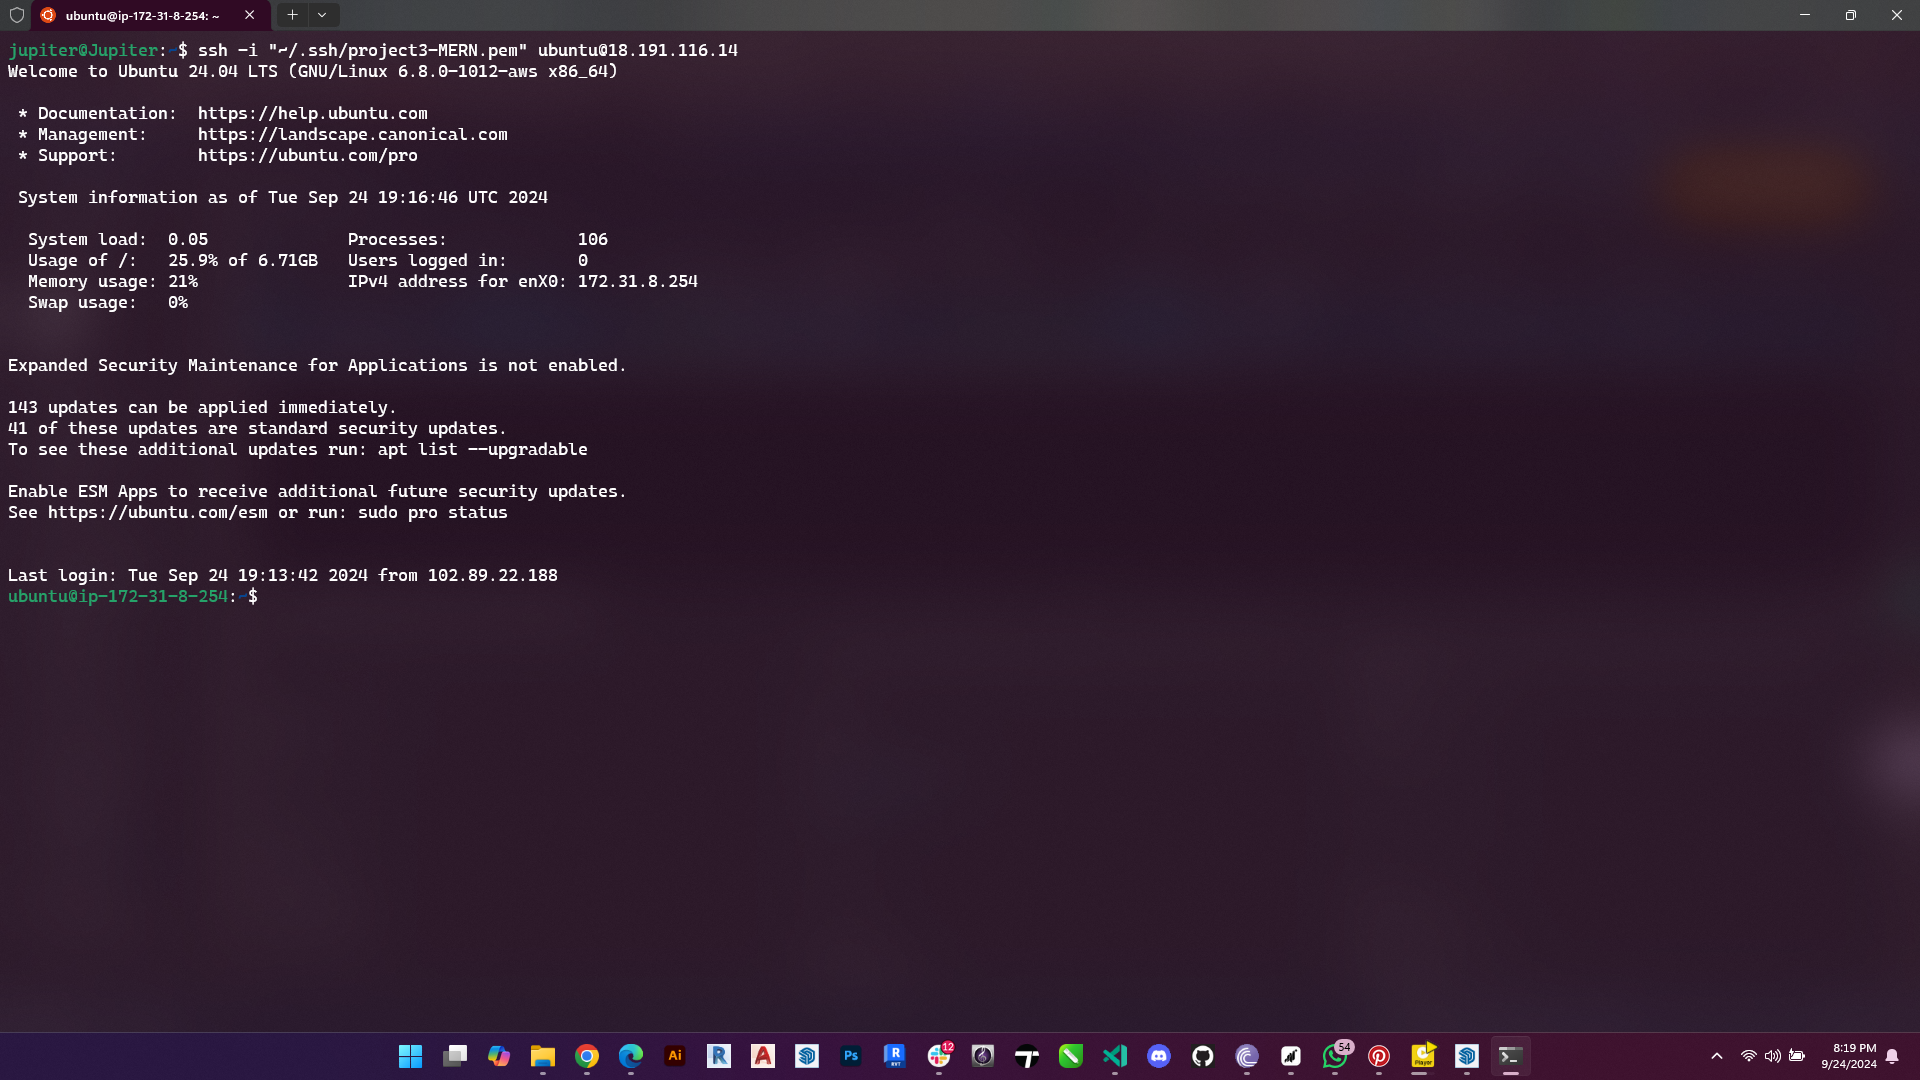 ubuntu@ip-172-31-8-254: ~
jupiter@Jupiter:~$ ssh -i "~/.ssh/project3-MERN.pem" ubuntu@18.191.116.14
Welcome to Ubuntu 24.04 LTS (GNU/Linux 6.8.0-1012-aws x86_64)
* Documentation:  https://help.ubuntu.com
* Management:     https://landscape.canonical.com
* Support:        https://ubuntu.com/pro
System information as of Tue Sep 24 19:16:46 UTC 2024
System load:  0.05              Processes:             106
Usage of /:   25.9% of 6.71GB   Users logged in:       0
Memory usage: 21%               IPv4 address for enX0: 172.31.8.254
Swap usage:   0%
Expanded Security Maintenance for Applications is not enabled.
143 updates can be applied immediately.
41 of these updates are standard security updates.
To see these additional updates run: apt list --upgradable
Enable ESM Apps to receive additional future security updates.
See https://ubuntu.com/esm or run: sudo pro status
Last login: Tue Sep 24 19:13:42 2024 from 102.89.22.188
ubuntu@ip-172-31-8-254:~$
Ai
R
A
Ps
R
RVT
12
54
Player
8:19 PM
9/24/2024